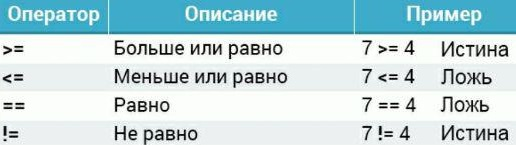 Оператор Описание Пример
>= Больше или равно 7 >= 4 Истина
<= Меньше или равно 7 <= 4 Ложь
== Равно 7 == 4 Ложь
!= Не равно 7 != 4 Истина